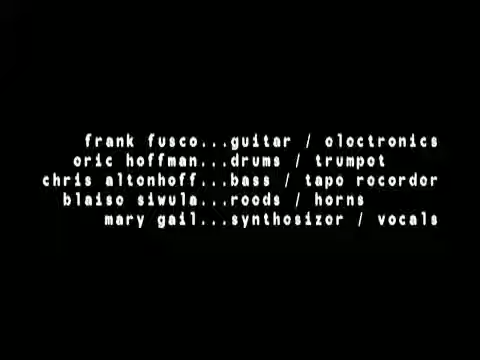 frank fusco...guitar / electronics
eric hoffman...drums / trumpet
chris altenhoff...bass / tape recorder
blaise siwula...reeds / horns
mary gail...synthesizer / vocals